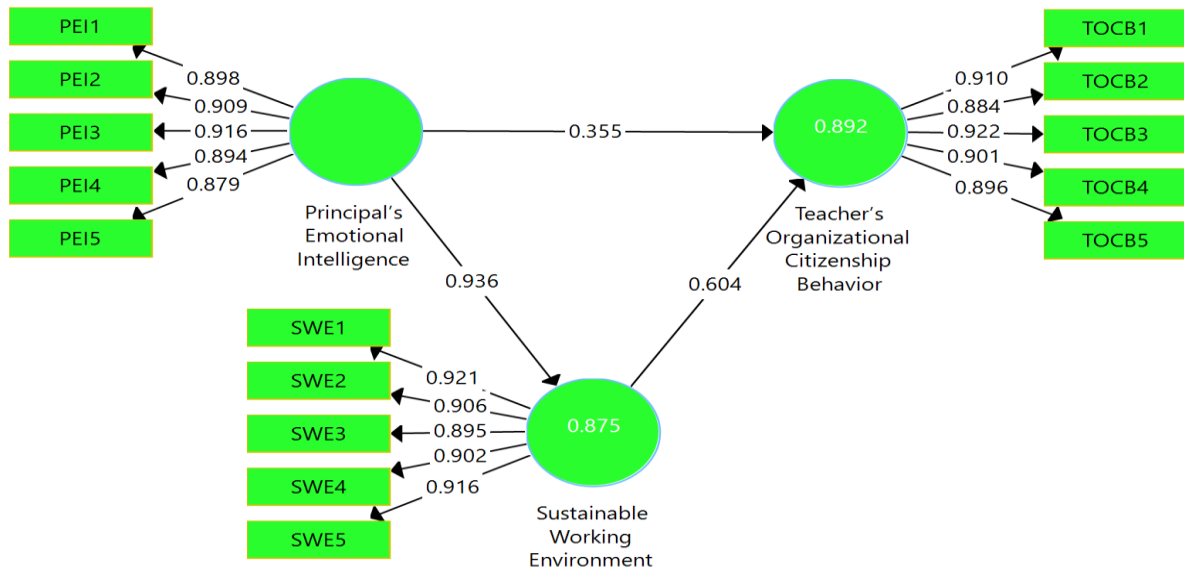 PEI1
PEI2
PEI3
PEI4
PEI5
0.898
0.909
0.916
0.894
0.879
Principal’s
Emotional
Intelligence
0.355
0.936
0.604
0.892
Teacher’s
Organizational
Citizenship
Behavior
0.910
0.884
0.922
0.901
0.896
TOCB1
TOCB2
TOCB3
TOCB4
TOCB5
SWE1
SWE2
SWE3
SWE4
SWE5
0.921
0.906
0.895
0.902
0.916
0.875
Sustainable
Working
Environment